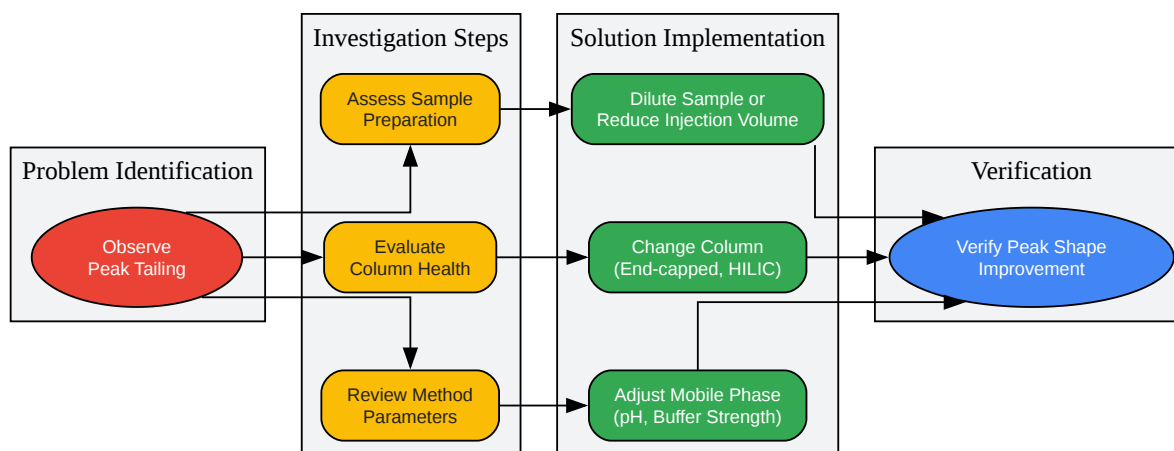 Problem Identification
Observe
Peak Tailing
Investigation Steps
Assess Sample
Preparation
Evaluate
Column Health
Review Method
Parameters
Solution Implementation
Dilute Sample or
Reduce Injection Volume
Change Column
(End-capped, HILIC)
Adjust Mobile Phase
(pH, Buffer Strength)
Verification
Verify Peak Shape
Improvement